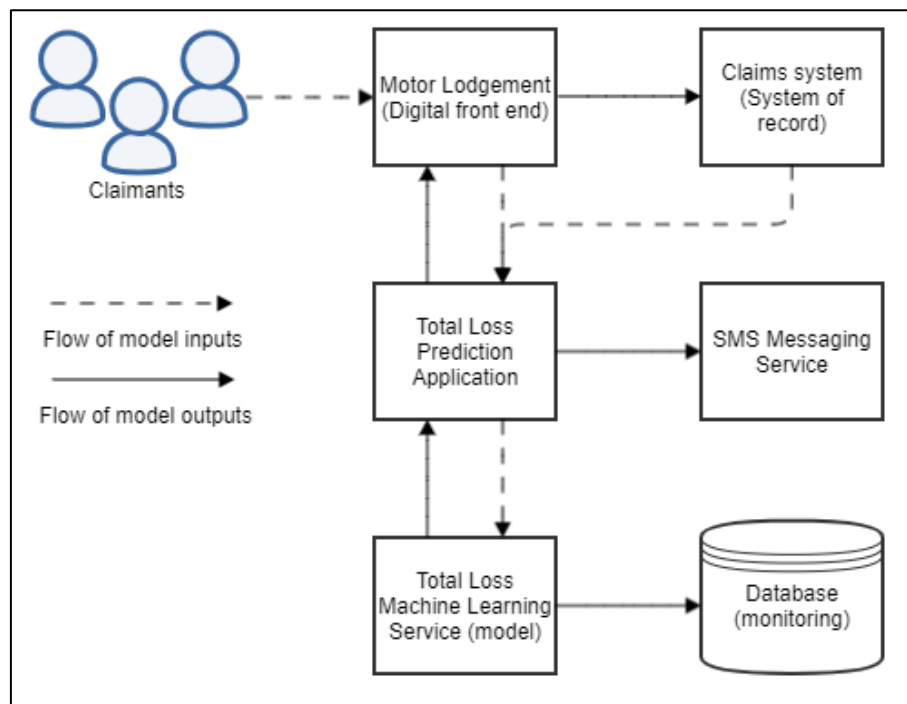 Claimants
Motor Lodgement
(Digital front end)
Claims system
(System of
record)
Flow of model inputs
Flow of model outputs
Total Loss
Prediction
Application
SMS Messaging
Service
Total Loss
Machine Learning
Service (model)
Database
(monitoring)